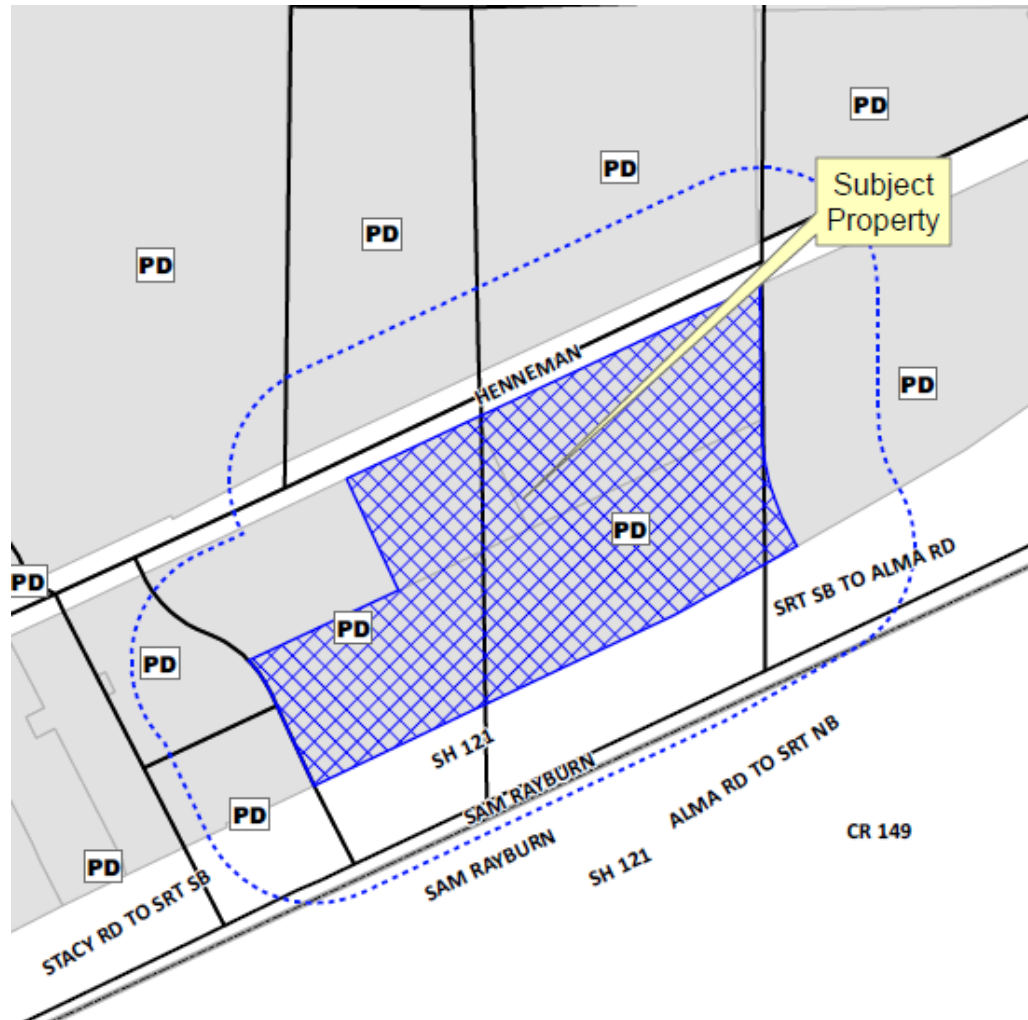 PD
PD
Subject
Property
PD
PD
HENNEMAN
PD
PD
SRT SB TO ALMA RD
PD
PD
PD
SH 121
SAM RAYBURN
ALMA RD TO SRT NB
PD
CR 149
SAM RAYBURN
SH 121
PD
STACY RD TO SRT SB